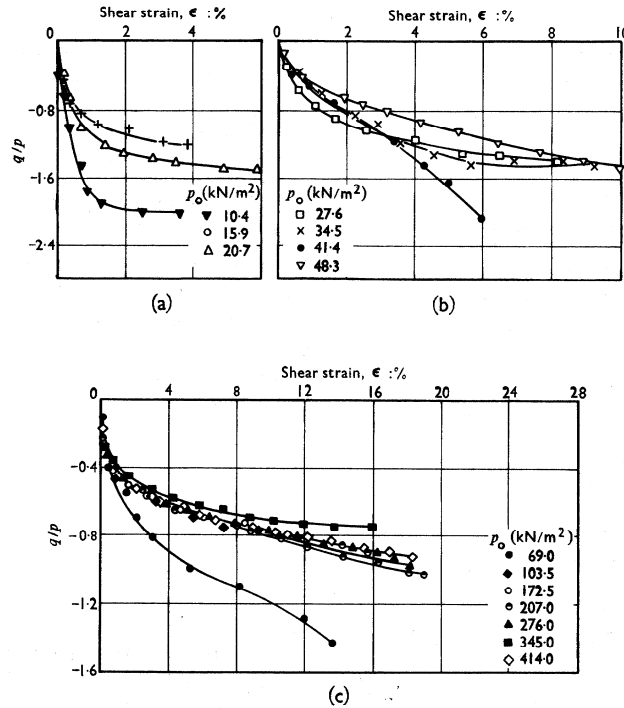 Shear strain, ϵ : %
0 2 4
−0·8
−1·6
−2·4
q/p
p₀(kN/m²)
▼ 10·4
○ 15·9
△ 20·7
(a)
Shear strain, ϵ :%
0 2 4 6 8 10
p₀ (kN/m²)
□ 27·6
× 34·5
● 41·4
▽ 48·3
(b)
Shear strain, ϵ :%
0 4 8 12 16 20 24 28
−0·4
−0·8
−1·2
−1·6
q/p
p₀ (kN/m²)
● 69·0
◆ 103·5
○ 172·5
◒ 207·0
▲ 276·0
■ 345·0
◇ 414·0
(c)